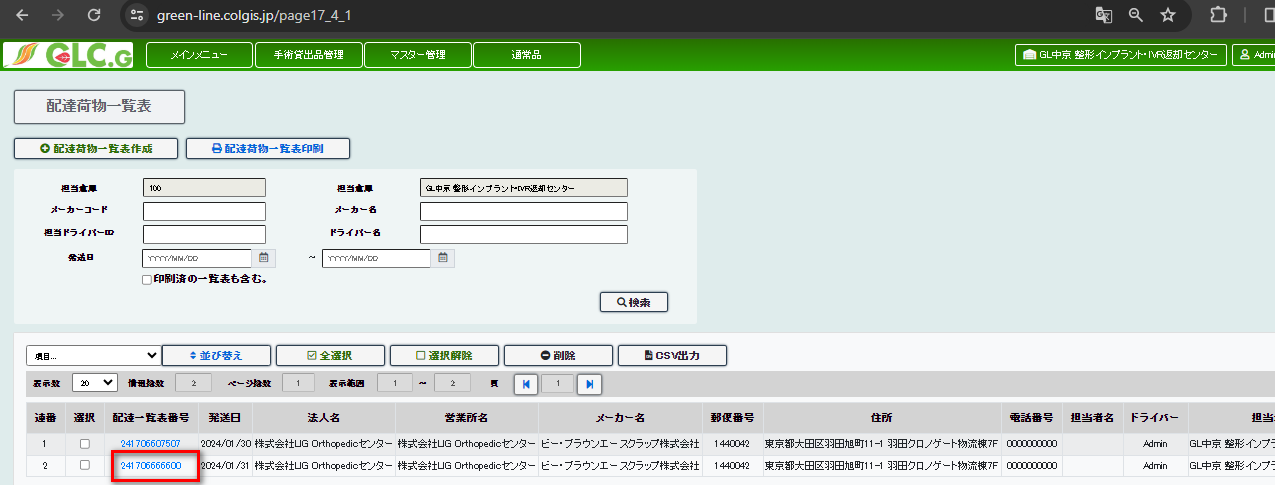 green-line.colgis.jp/page17_4_1
GLC.G メインメニュー 手術貸出品管理 マスター管理 通常品 GL中京 整形インプラント・IVR返却センター Admi
配達荷物一覧表
配達荷物一覧表作成 配達荷物一覧表印刷
担当倉庫 100 担当倉庫 GL中京 整形インプラント・IVR返却センター
メーカーコード メーカー名
担当ドライバーID ドライバー名
発送日 YYYY/MM/DD ~ YYYY/MM/DD
印刷済の一覧表も含む。
検索
項目... 並び替え 全選択 選択解除 削除 CSV出力
表示数 20 情報総数 2 ページ総数 1 表示範囲 1 ~ 2 頁 1
連番 選択 配達一覧表番号 発送日 法人名 営業所名 メーカー名 郵便番号 住所 電話番号 担当者名 ドライバー 担当
1 241706607507 2024/01/30 株式会社LIG Orthopedicセンター 株式会社LIG Orthopedicセンター ビー・ブラウンエースクラップ株式会社 1440042 東京都大田区羽田旭町11-1 羽田クロノゲート物流棟7F 0000000000 Admin GL中京 整形イン
2 241706666600 2024/01/31 株式会社LIG Orthopedicセンター 株式会社LIG Orthopedicセンター ビー・ブラウンエースクラップ株式会社 1440042 東京都大田区羽田旭町11-1 羽田クロノゲート物流棟7F 0000000000 Admin GL中京 整形イン